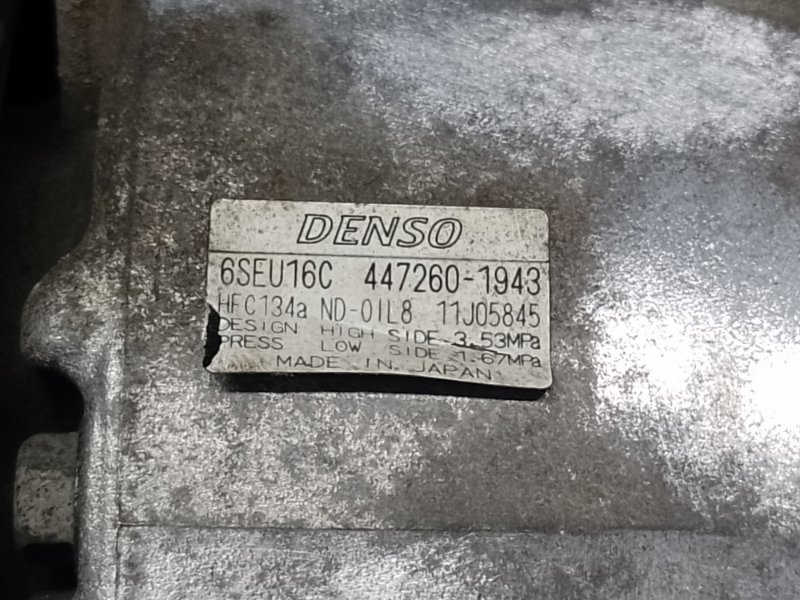 DENSO
6SEU16C 447260-1943
HFC134a ND-OIL8 11J05845
DESIGN HIGH SIDE-3.53MPa
PRESS LOW SIDE-1.67MPa
MADE IN JAPAN